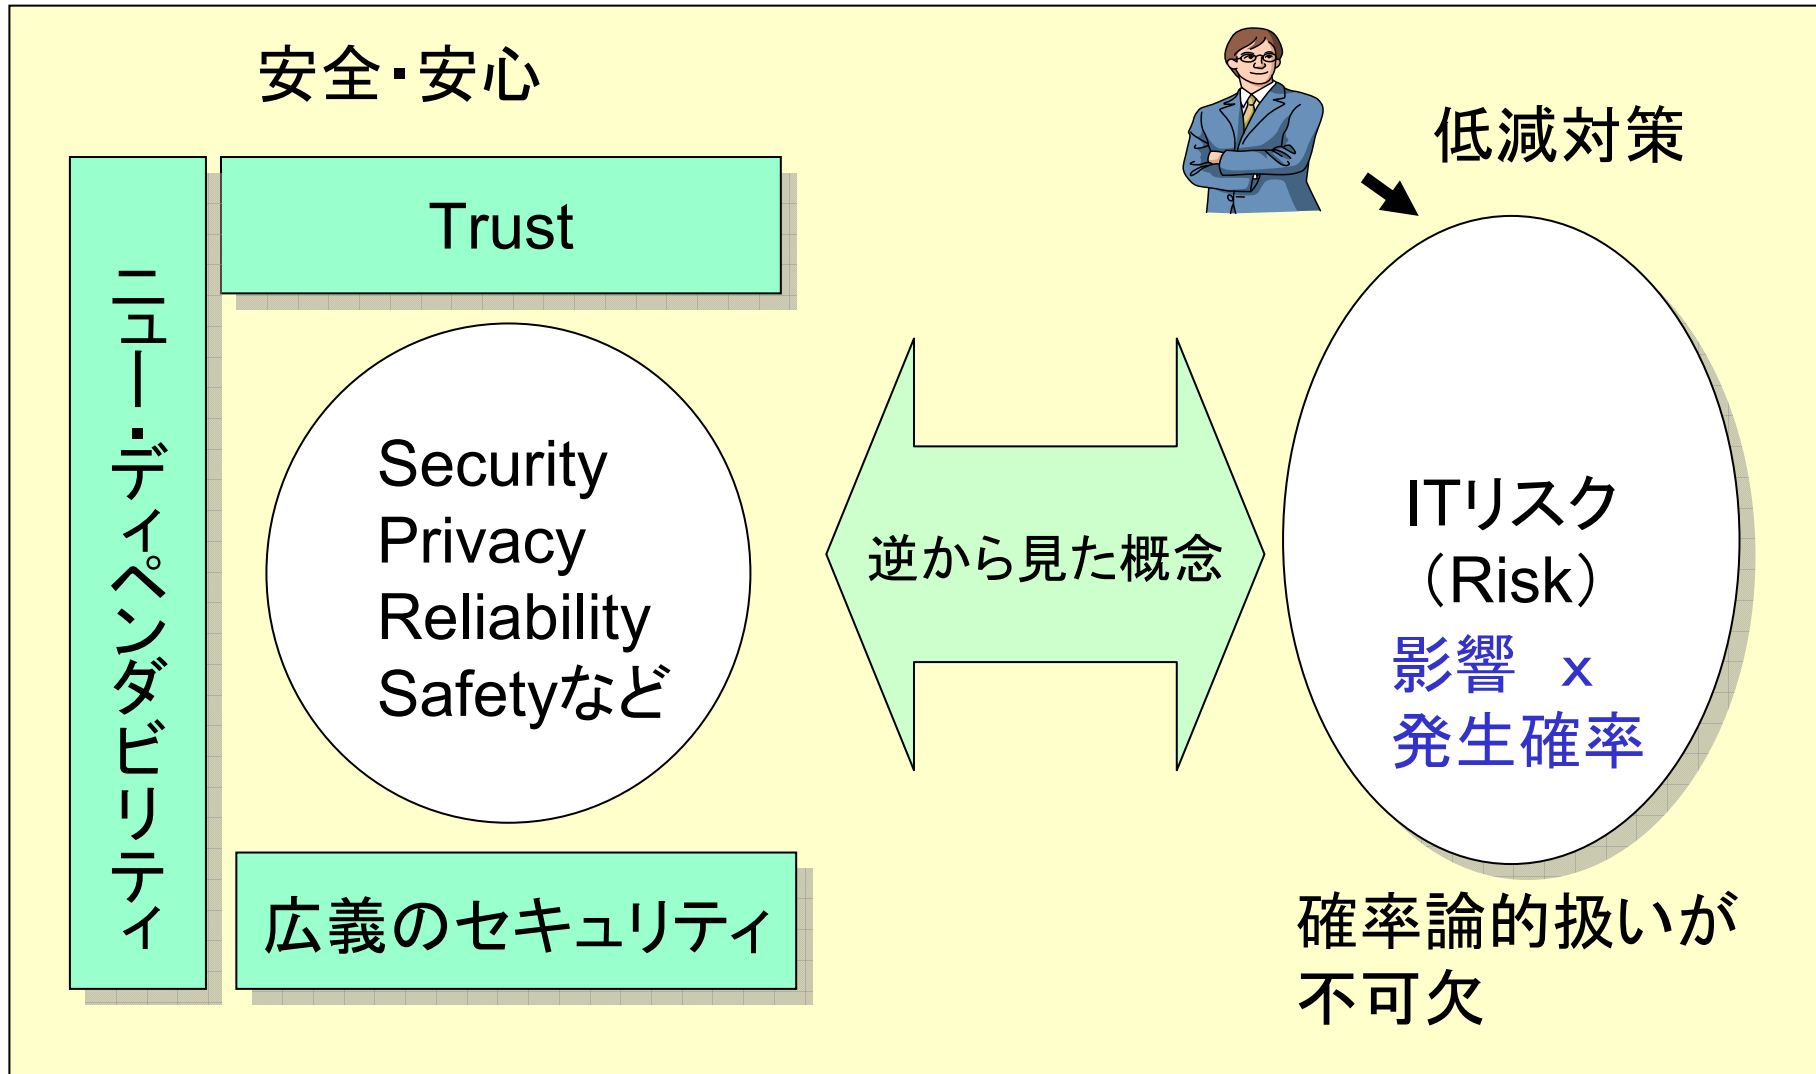 安全・安心
低減対策
Trust
ニュー・ディペンダビリティ
Security
Privacy
Reliability
Safetyなど
逆から見た概念
ITリスク
（Risk）
影響　x
発生確率
広義のセキュリティ
確率論的扱いが
不可欠